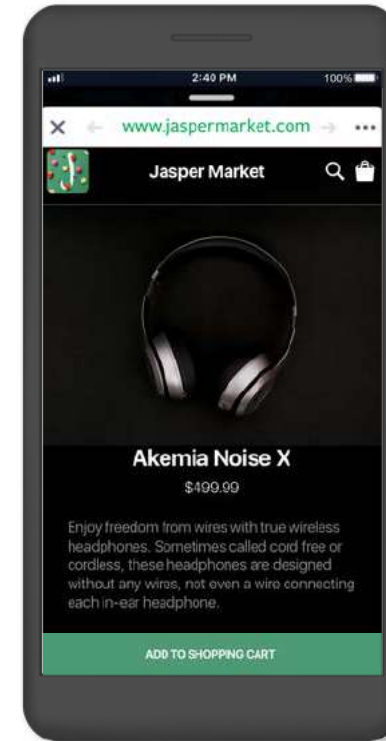 2:40 PM
100%
www.jaspermarket.com
Jasper Market
Akemia Noise X
$499.99
Enjoy freedom from wires with true wireless
headphones. Sometimes called cord free or
cordless, these headphones are designed
without any wires, not even a wire connecting
each in-ear headphone.
ADD TO SHOPPING CART